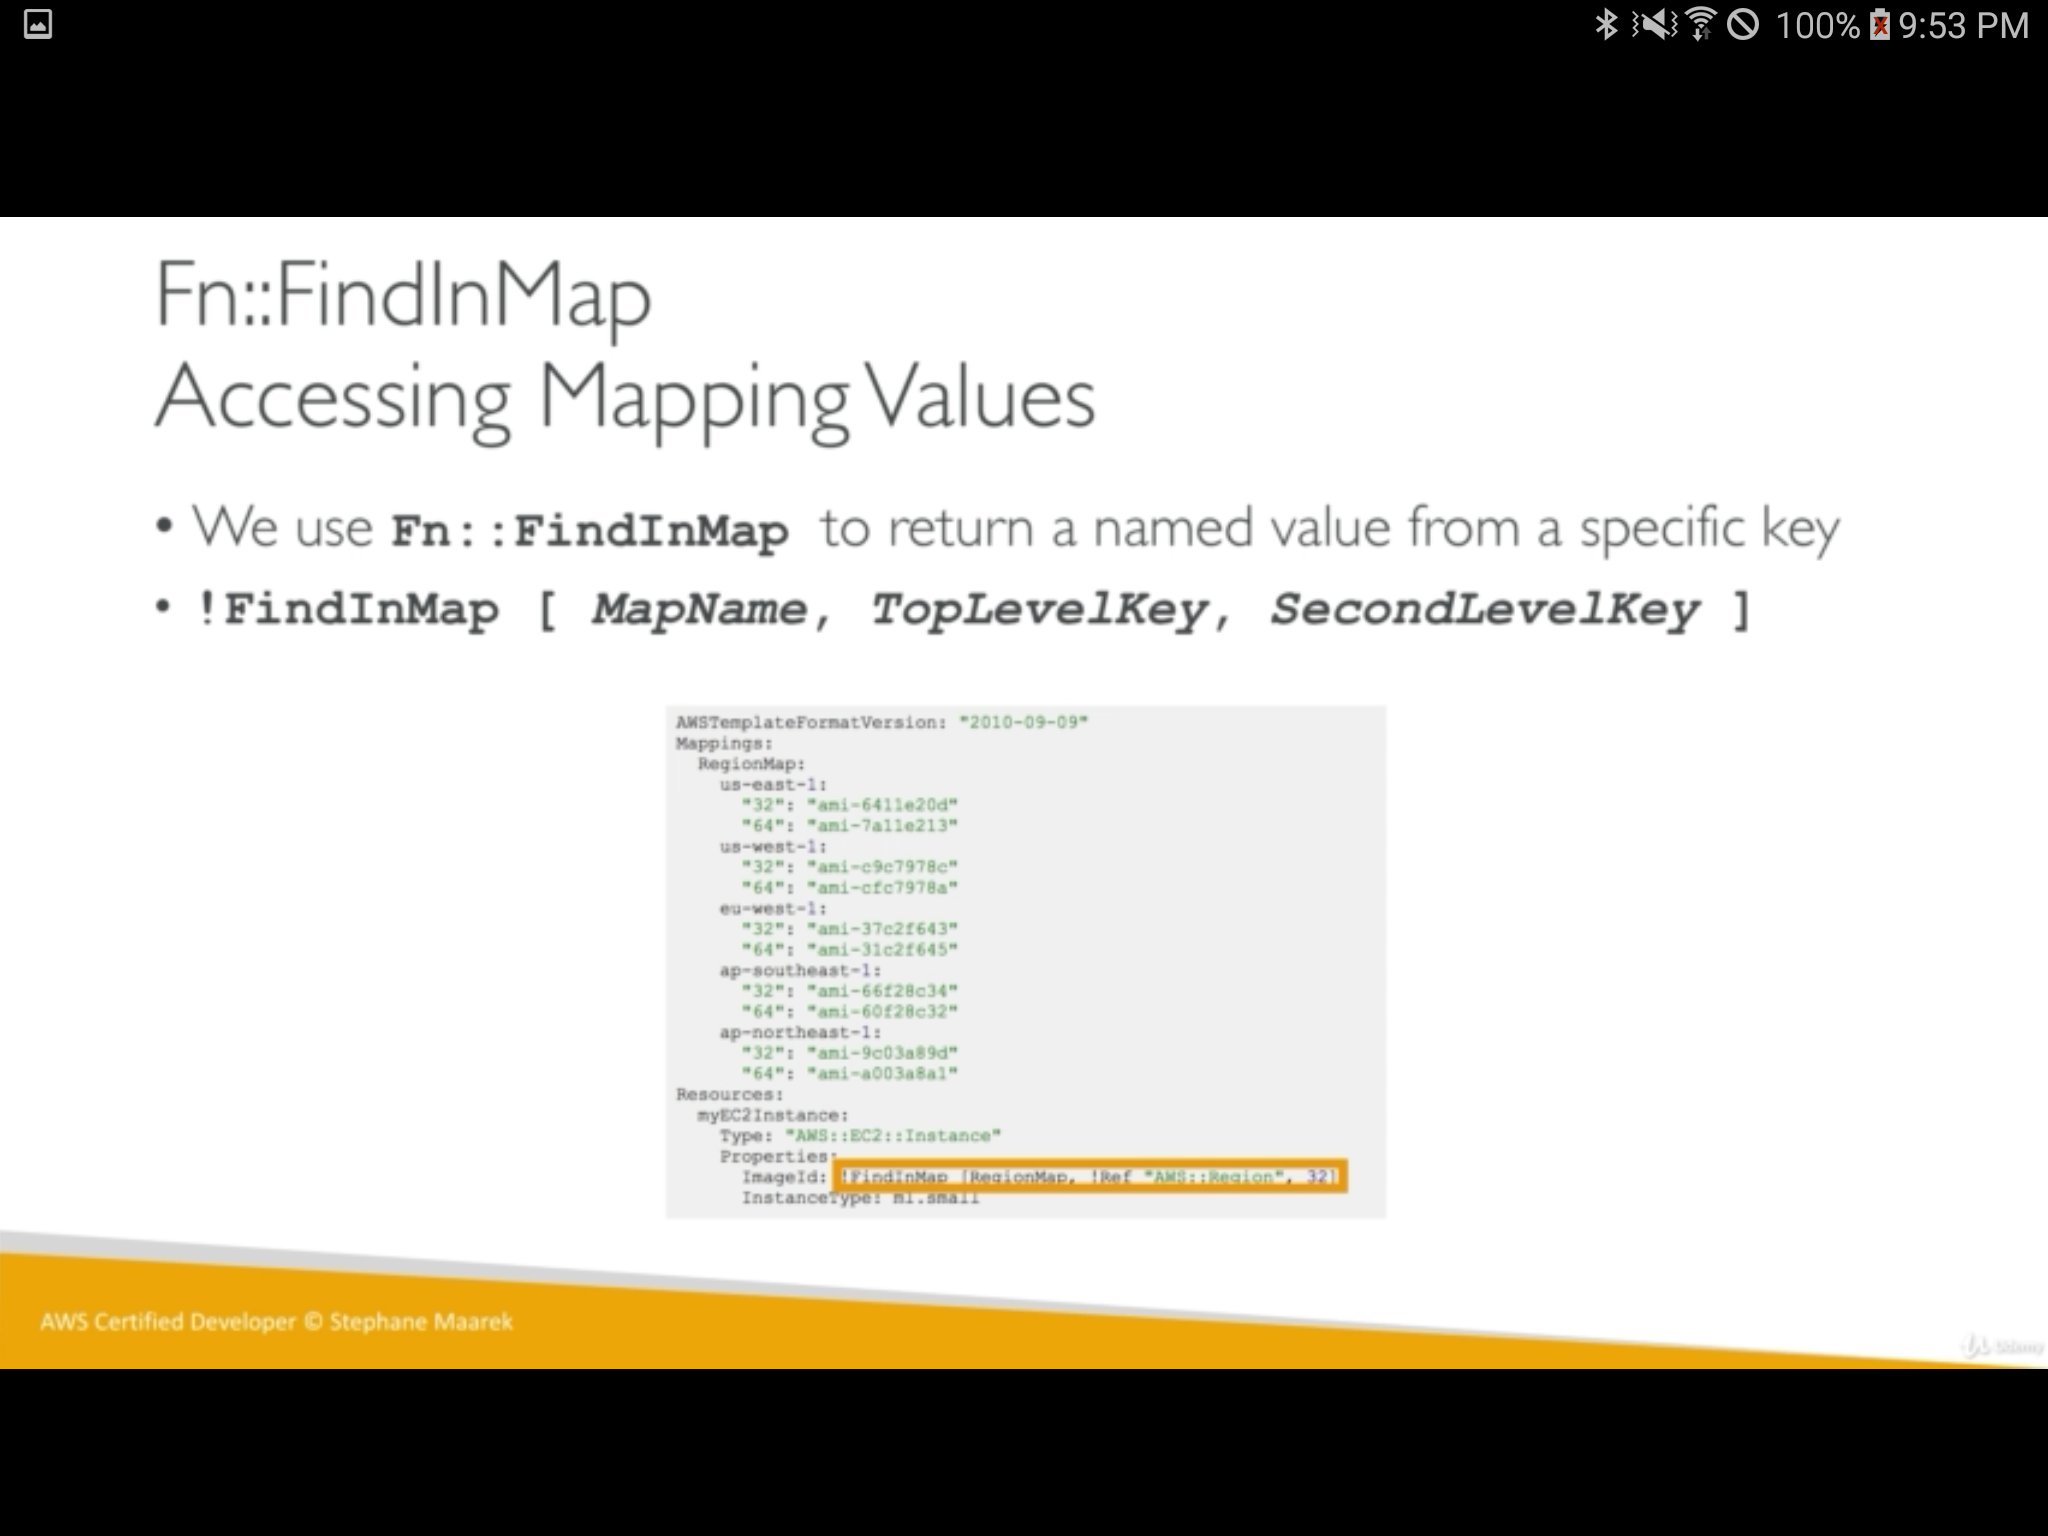 100% 9:53 PM
Fn::FindInMap
Accessing Mapping Values
• We use Fn::FindInMap to return a named value from a specific key
• !FindInMap [ MapName, TopLevelKey, SecondLevelKey ]
AWSTemplateFormatVersion: "2010-09-09"
Mappings:
RegionMap:
us-east-1:
"32": "ami-6411e20d"
"64": "ami-7a11e213"
us-west-1:
"32": "ami-c9c7978c"
"64": "ami-cfc7978a"
eu-west-1:
"32": "ami-37c2f643"
"64": "ami-31c2f645"
ap-southeast-1:
"32": "ami-66f28c34"
"64": "ami-60f28c32"
ap-northeast-1:
"32": "ami-9c03a89d"
"64": "ami-a003a8a1"
Resources:
myEC2Instance:
Type: "AWS::EC2::Instance"
Properties:
ImageId: !FindInMap [RegionMap, !Ref "AWS::Region", 32]
InstanceType: m1.small
AWS Certified Developer © Stephane Maarek
Udemy